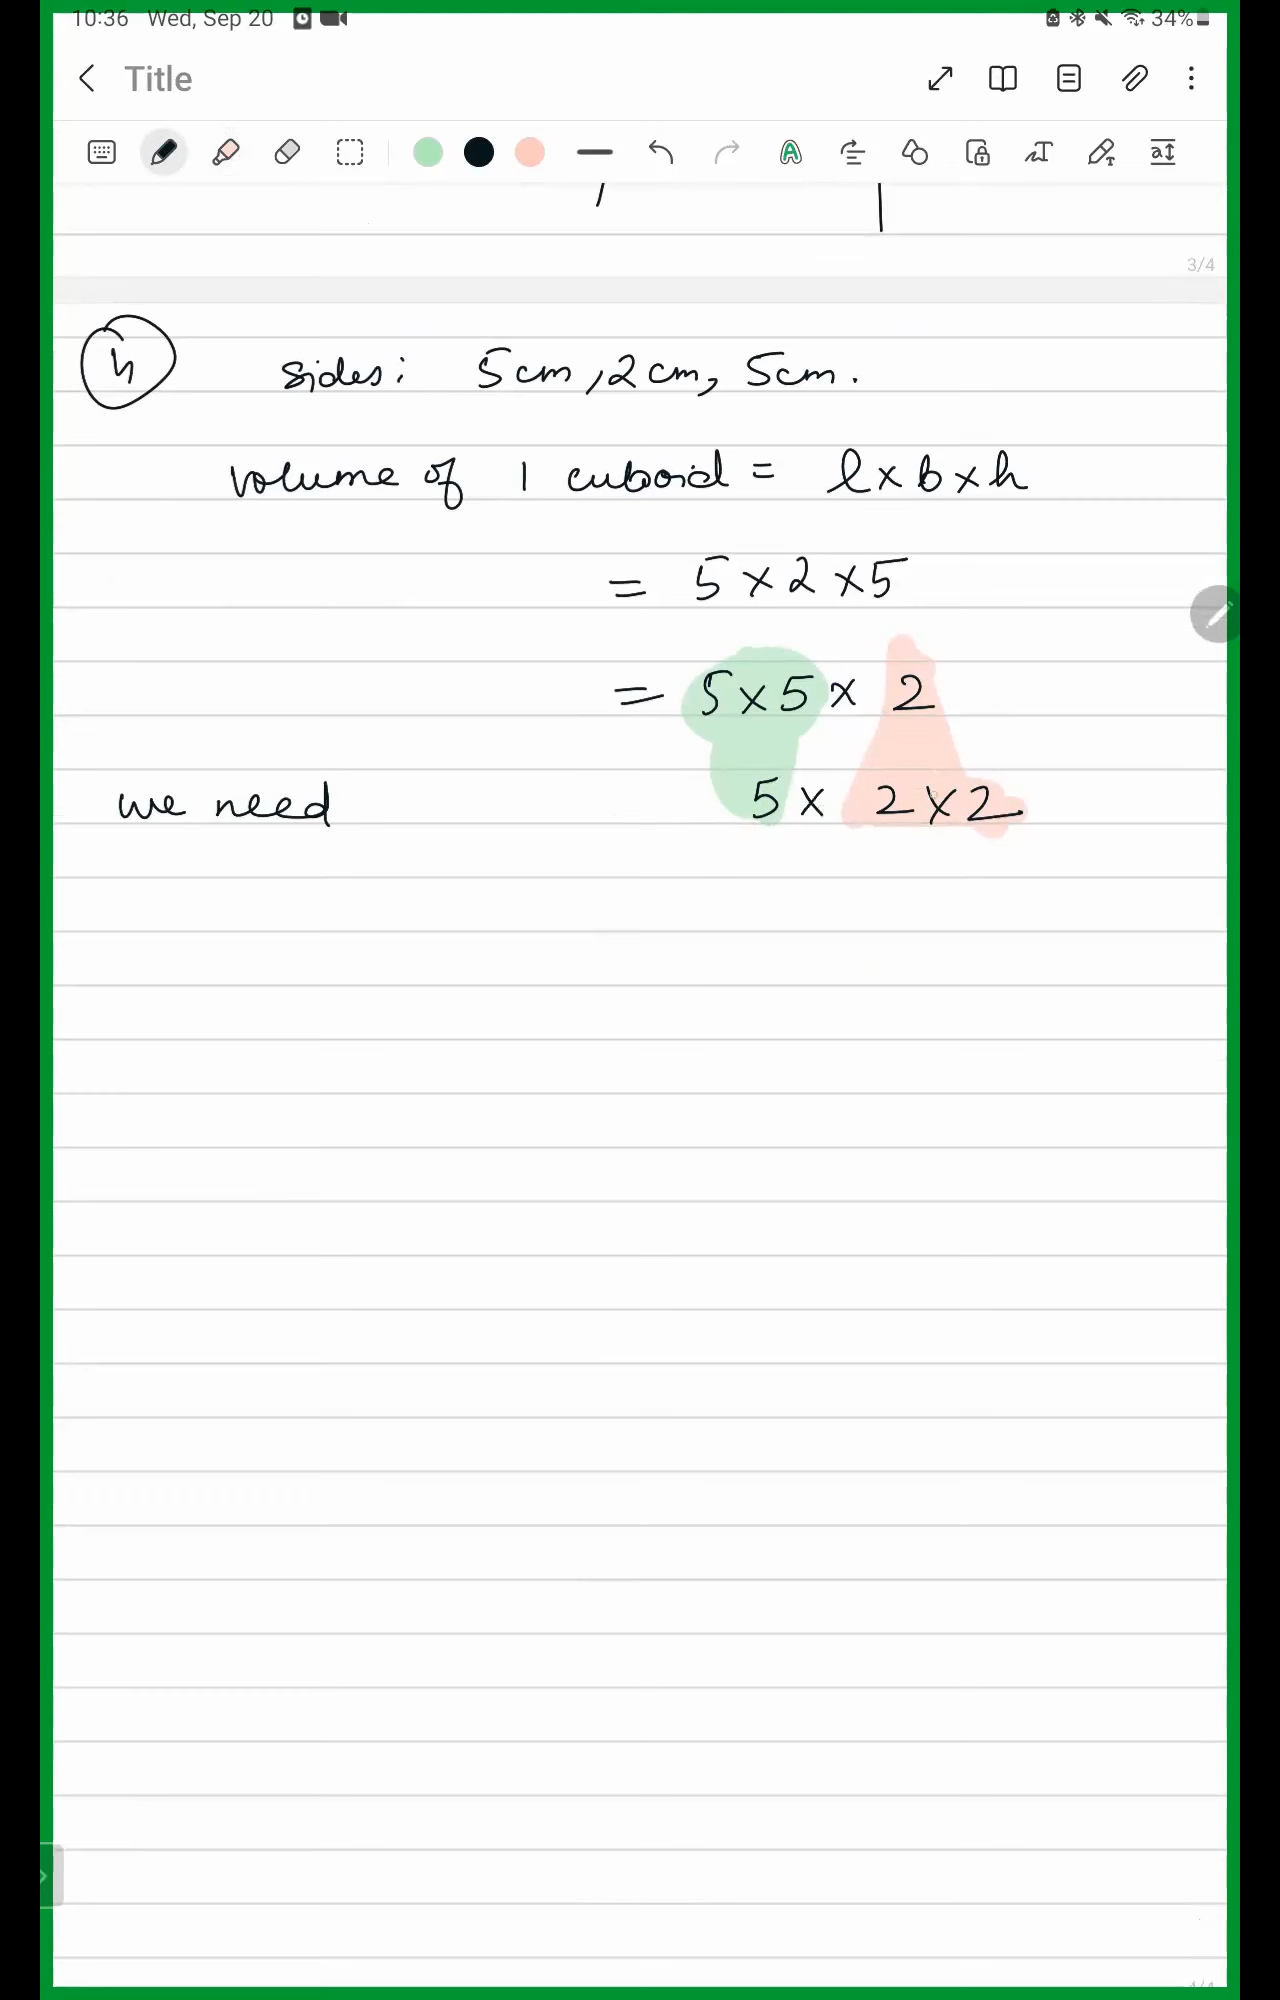 10:36 Wed, Sep 20 34%
Title
3/4
4 sides: 5cm, 2cm, 5cm.
volume of 1 cuboid = l×b×h
= 5×2×5
= 5×5× 2
we need 5× 2×2